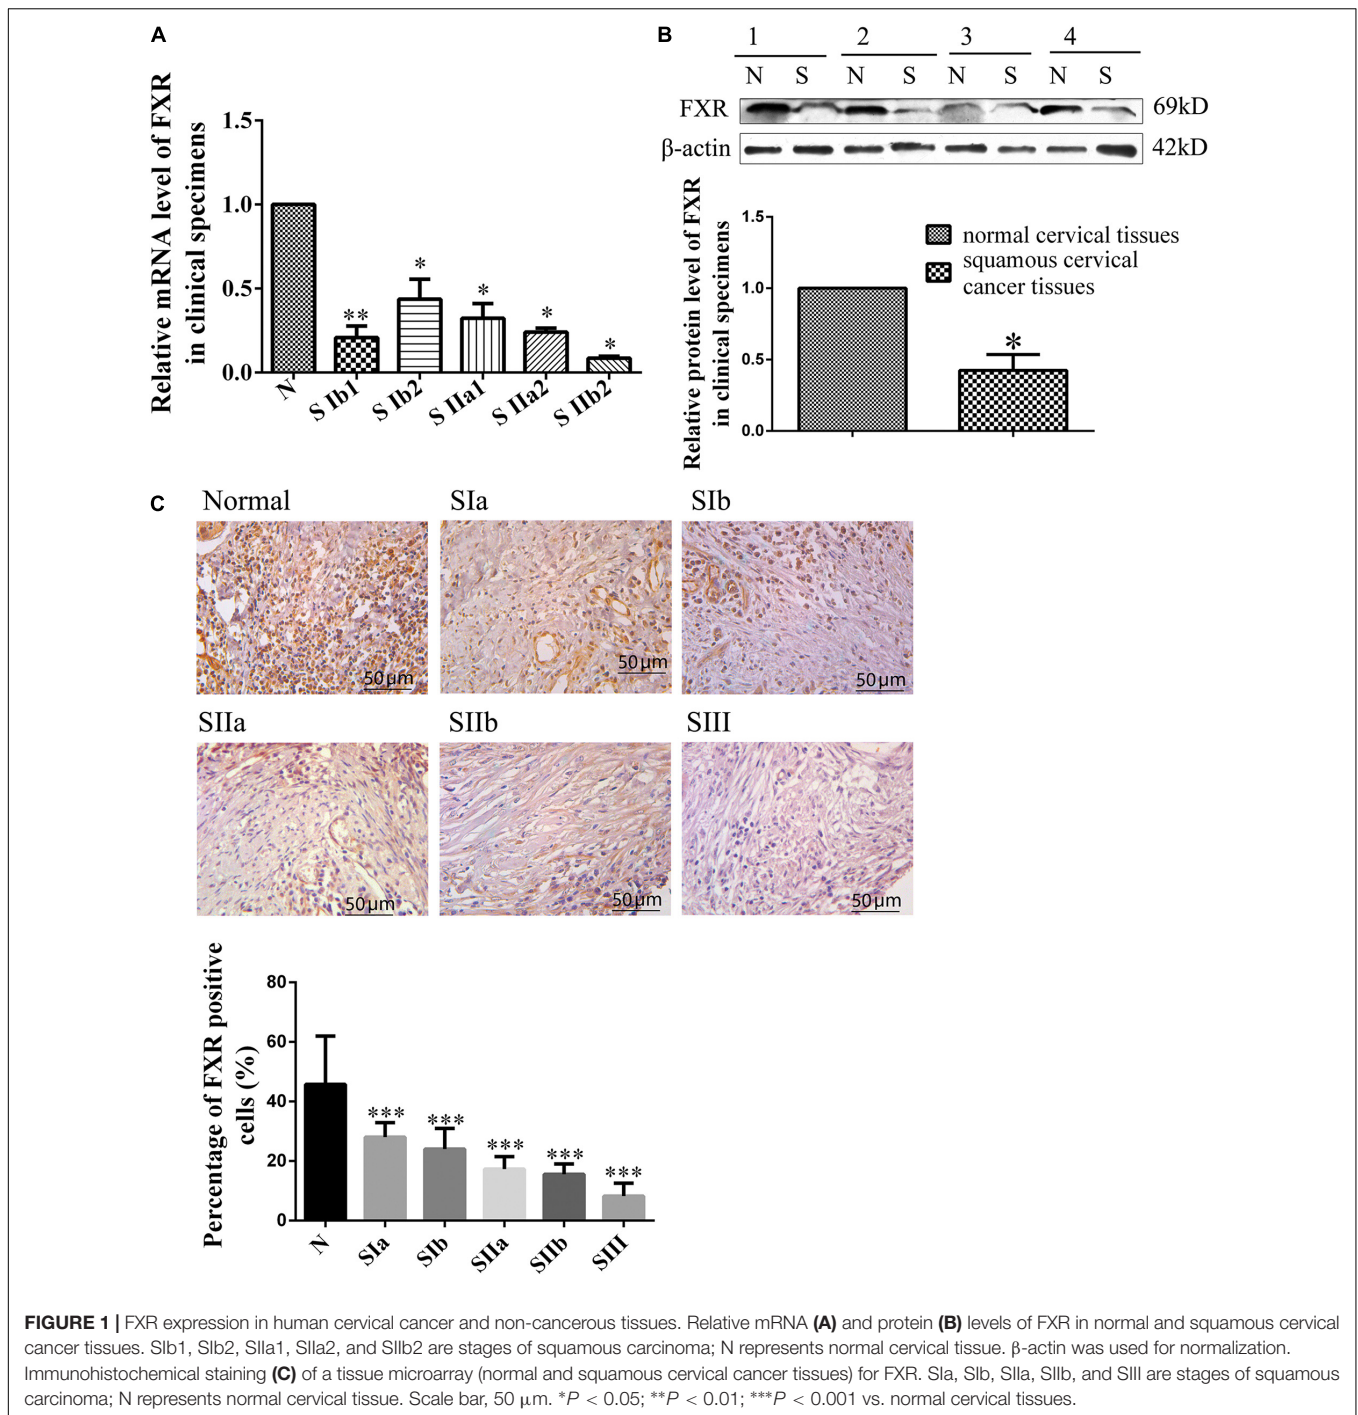 A
Relative mRNA level of FXR
in clinical specimens
1.5
1.0
0.5
0.0
**
*
*
*
*
N
S Ib1
S Ib2
S IIa1
S IIa2
S IIb2
B
1 2 3 4
N S N S N S N S
FXR 69kD
β-actin 42kD
Relative protein level of FXR
in clinical specimens
1.5
1.0
0.5
0.0
*
normal cervical tissues
squamous cervical
cancer tissues
C
Normal SIa SIb
50μm 50μm 50μm
SIIa SIIb SIII
50μm 50μm 50μm
Percentage of FXR positive
cells (%)
80
60
40
20
0
***
***
***
***
***
N
SIa
SIb
SIIa
SIIb
SIII
FIGURE 1 | FXR expression in human cervical cancer and non-cancerous tissues. Relative mRNA (A) and protein (B) levels of FXR in normal and squamous cervical
cancer tissues. SIb1, SIb2, SIIa1, SIIa2, and SIIb2 are stages of squamous carcinoma; N represents normal cervical tissue. β-actin was used for normalization.
Immunohistochemical staining (C) of a tissue microarray (normal and squamous cervical cancer tissues) for FXR. SIa, SIb, SIIa, SIIb, and SIII are stages of squamous
carcinoma; N represents normal cervical tissue. Scale bar, 50 μm. *P < 0.05; **P < 0.01; ***P < 0.001 vs. normal cervical tissues.